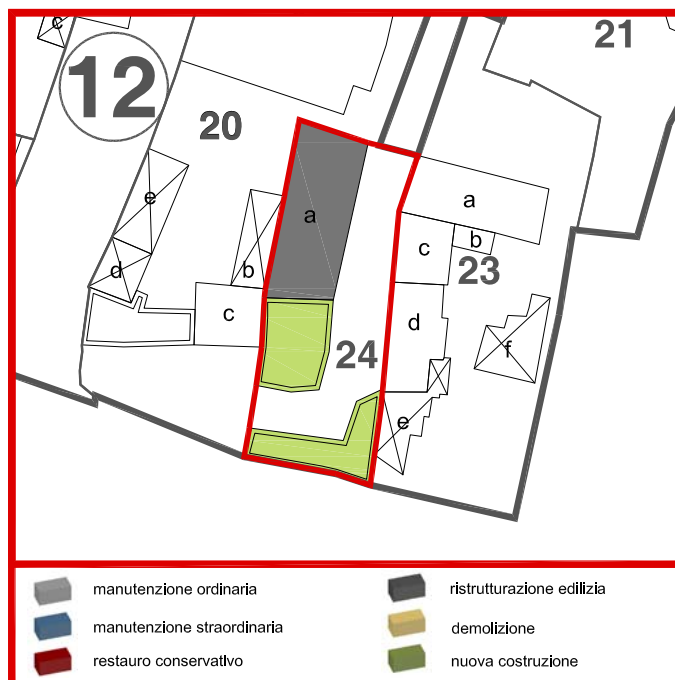 c
12
21
20
e
a
a
c
b
23
d
b
c
d
24
f
e
manutenzione ordinaria
ristrutturazione edilizia
manutenzione straordinaria
demolizione
restauro conservativo
nuova costruzione